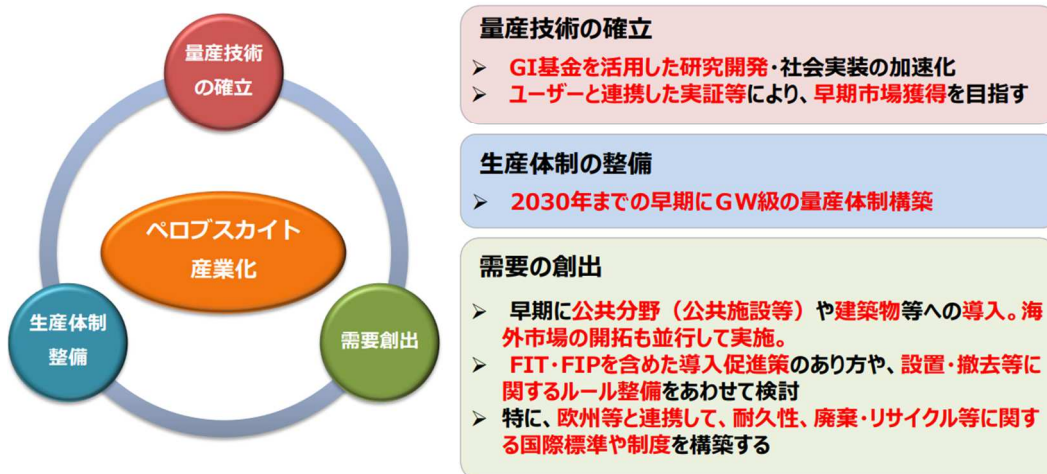 量産技術
の確立
ペロブスカイト
産業化
生産体制
整備
需要創出
量産技術の確立
➢ GI基金を活用した研究開発・社会実装の加速化
➢ ユーザーと連携した実証等により、早期市場獲得を目指す
生産体制の整備
➢ 2030年までの早期にGW級の量産体制構築
需要の創出
➢ 早期に公共分野（公共施設等）や建築物等への導入。海
外市場の開拓も並行して実施。
➢ FIT・FIPを含めた導入促進策のあり方や、設置・撤去等に
関するルール整備をあわせて検討
➢ 特に、欧州等と連携して、耐久性、廃棄・リサイクル等に関す
る国際標準や制度を構築する